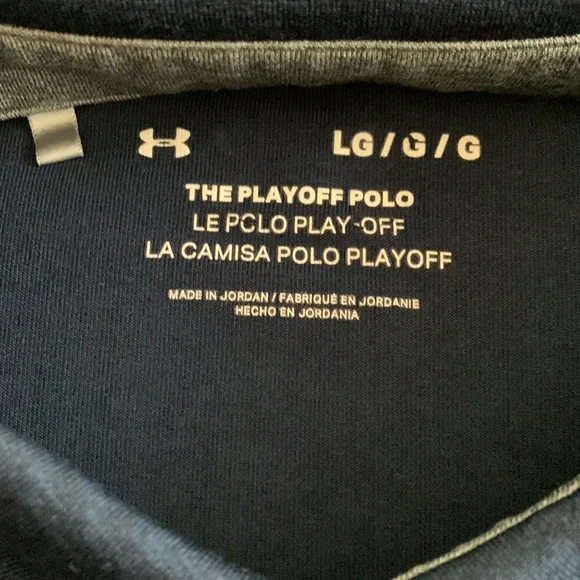 LG / G / G
THE PLAYOFF POLO
LE POLO PLAY-OFF
LA CAMISA POLO PLAYOFF
MADE IN JORDAN / FABRIQUÉ EN JORDANIE
HECHO EN JORDANIA